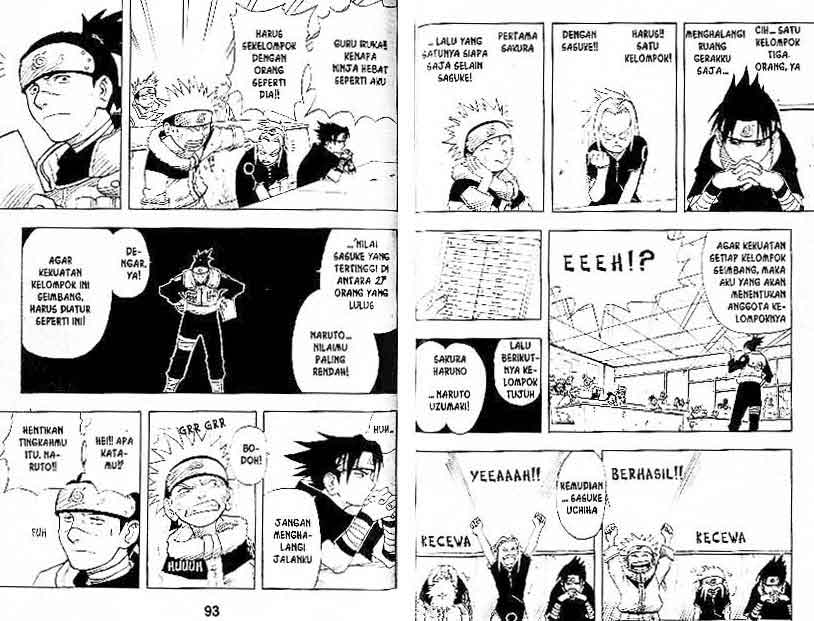 CIH... SATU
KELOMPOK
TIGA
ORANG, YA
MENGHALANGI
RUANG
GERAKKU
SAJA...
HARUS!!
SATU
KELOMPOK!
DENGAN
SASUKE!!
PERTAMA
SAKURA
... LALU YANG
SATUNYA SIAPA
SAJA SELAIN
SASUKE!
AGAR KEKUATAN
SETIAP KELOMPOK
SEIMBANG, MAKA
AKU YANG AKAN
MENENTUKAN
ANGGOTA KE-
LOMPOKNYA
EEEH!?
LALU
BERIKUT-
NYA KE-
LOMPOK
TUJUH
SAKURA
HARUNO
...NARUTO
UZUMAKI!
BERHASIL!!
KECEWA
KEMUDIAN
... SASUKE
UCHIHA
YEEAAAH!!
KECEWA
GURU IRUKA!
KENAPA
NINJA HEBAT
SEPERTI AKU
HARUS
SEKELOMPOK
DENGAN
ORANG
SEPERTI
DIA!!
...NILAI
SASUKE YANG
TERTINGGI DI
ANTARA 27
ORANG YANG
LULUS
NARUTO...
NILAIMU
PALING
RENDAH!
DE-
NGAR,
YA!
AGAR
KEKUATAN
KELOMPOK INI
SEIMBANG,
HARUS DIATUR
SEPERTI INI!
HUH..
JANGAN
MENGHA-
LANGI
JALANKU
BO-
DOH!
GRR GRR
HUUUH
HEI!! APA
KATA-
MU!?
HENTIKAN
TINGKAHMU
ITU, NA-
RUTO!!
FUH
93